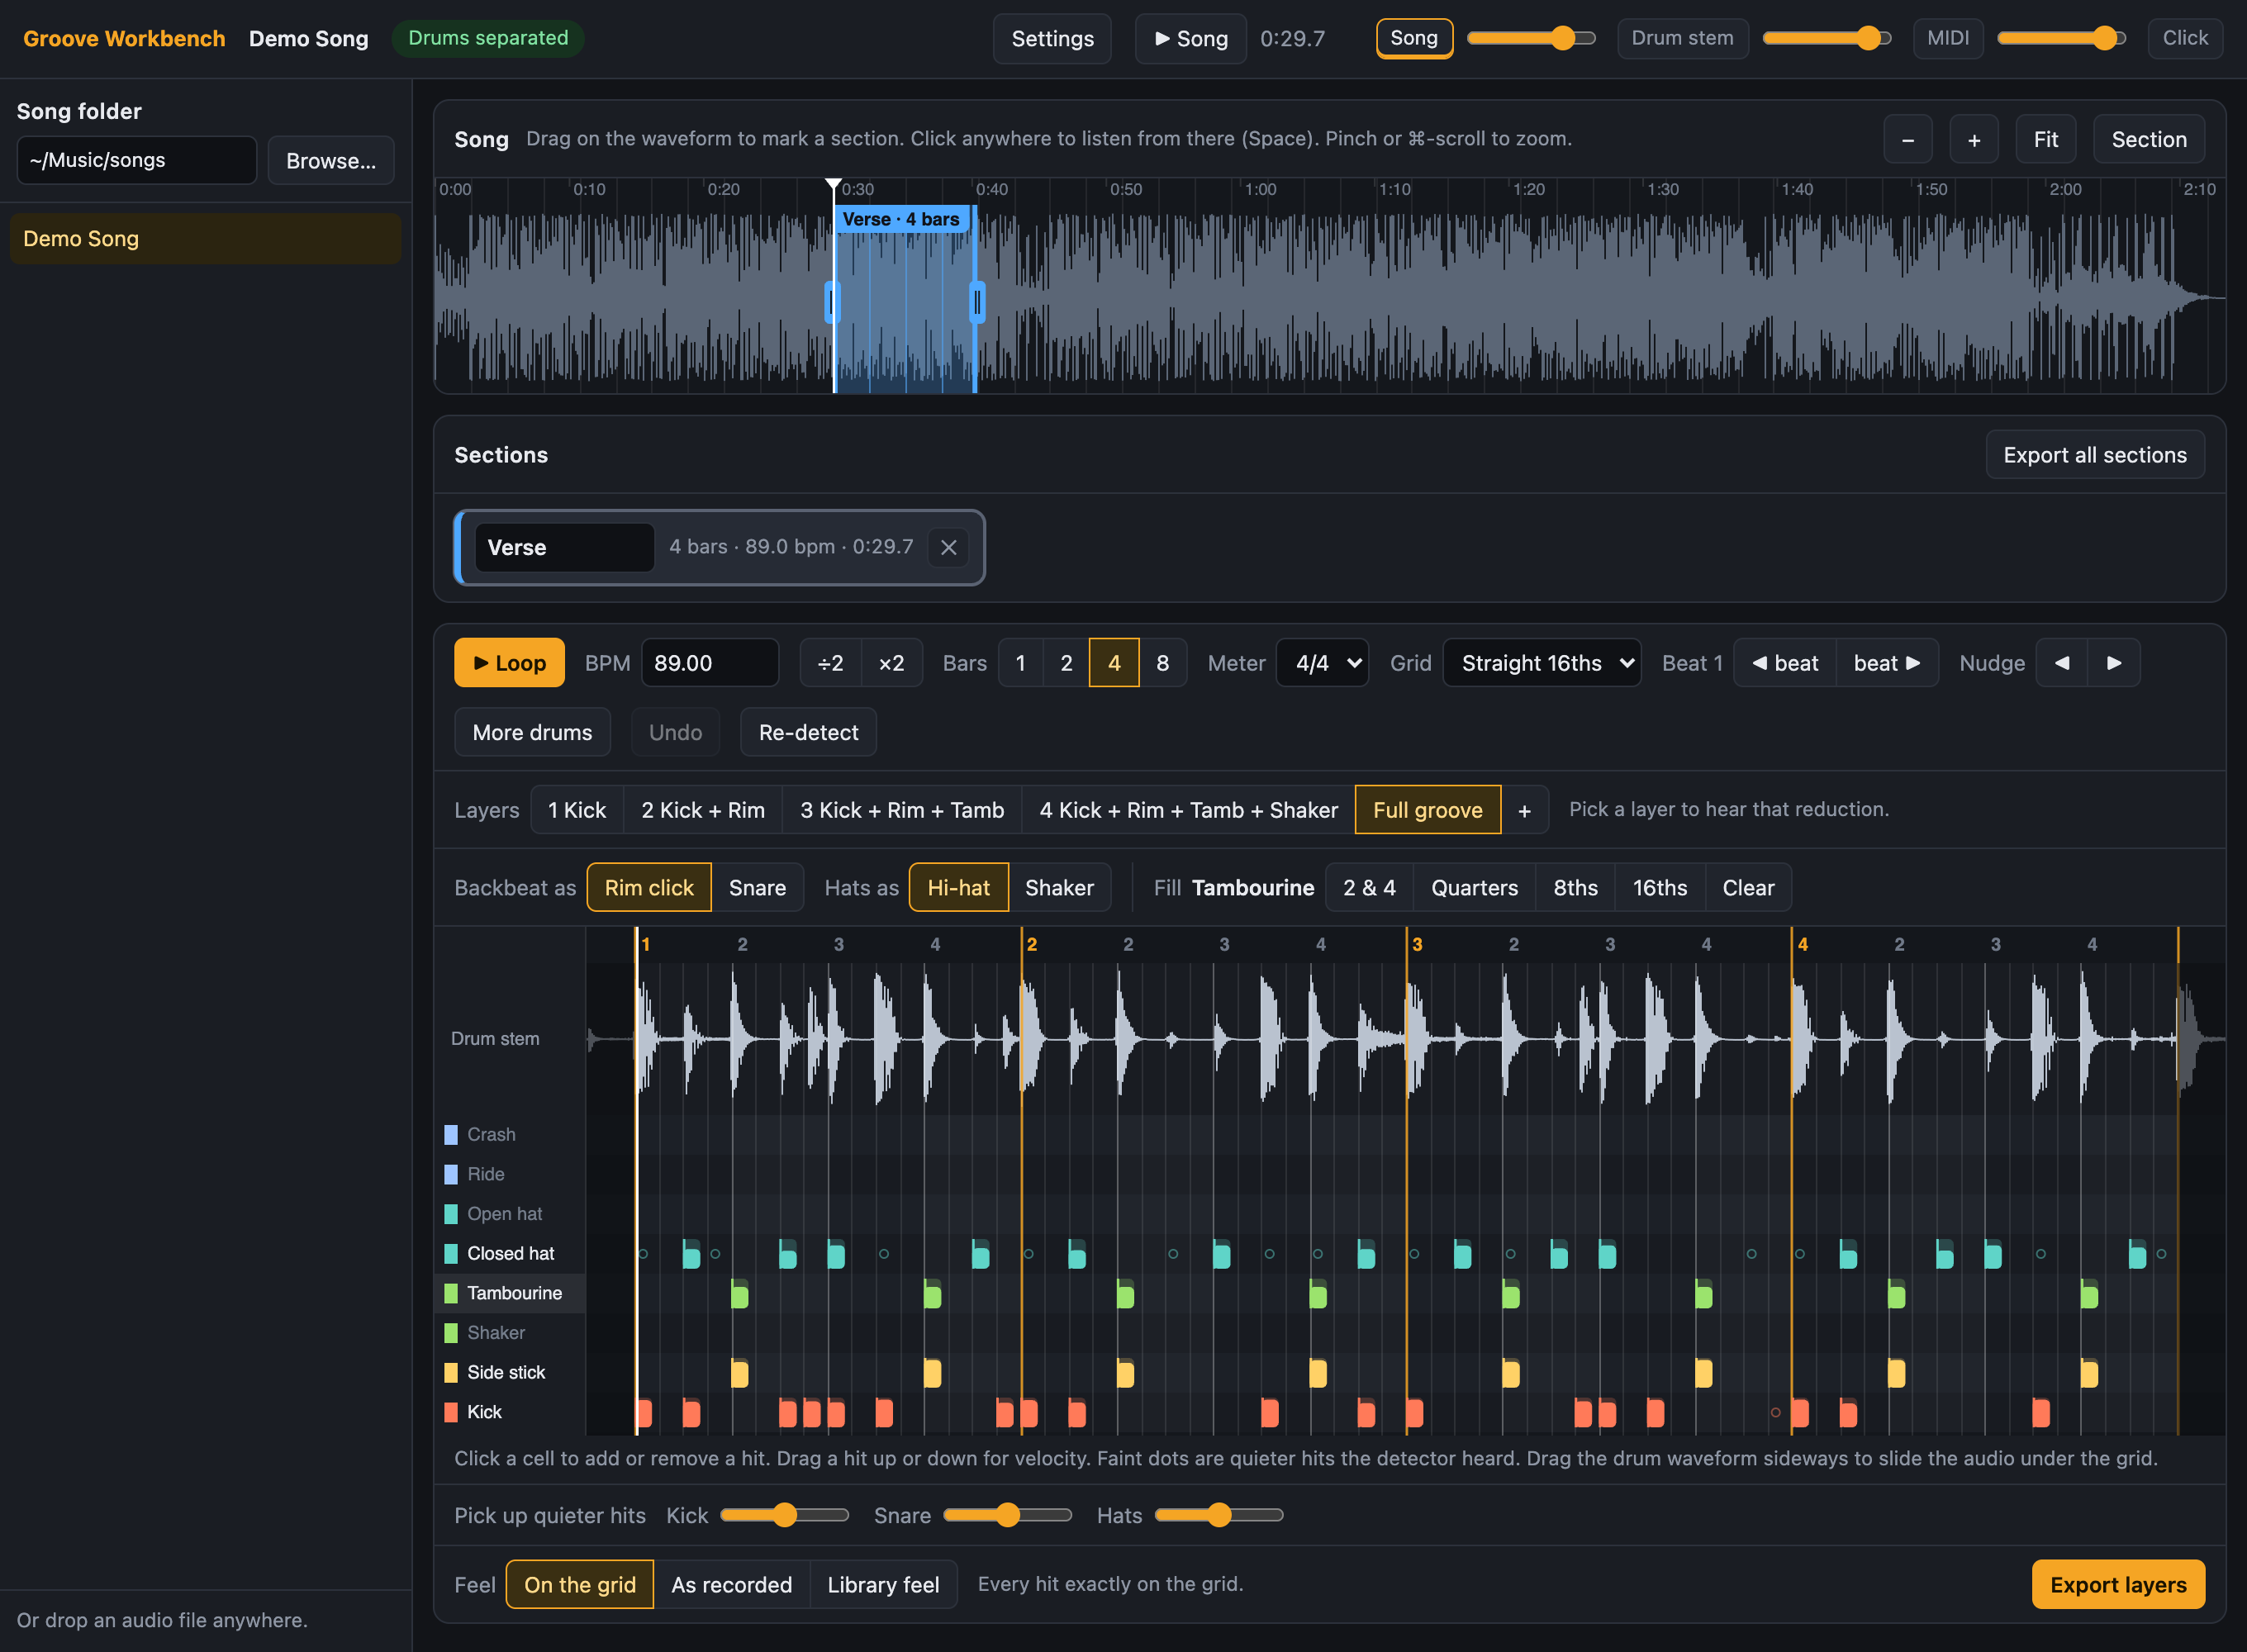 Groove Workbench Demo Song Drums separated Settings ▶ Song 0:29.7 Song Drum stem MIDI Click
Song folder
~/Music/songs Browse...
Demo Song
Or drop an audio file anywhere.
Song Drag on the waveform to mark a section. Click anywhere to listen from there (Space). Pinch or ⌘-scroll to zoom. − + Fit Section
0:00 0:10 0:20 0:30 0:40 0:50 1:00 1:10 1:20 1:30 1:40 1:50 2:00 2:10
Verse · 4 bars
Sections Export all sections
Verse 4 bars · 89.0 bpm · 0:29.7 ×
▶ Loop BPM 89.00 ÷2 ×2 Bars 1 2 4 8 Meter 4/4 Grid Straight 16ths Beat 1 ◀ beat beat ▶ Nudge ◀ ▶
More drums Undo Re-detect
Layers 1 Kick 2 Kick + Rim 3 Kick + Rim + Tamb 4 Kick + Rim + Tamb + Shaker Full groove + Pick a layer to hear that reduction.
Backbeat as Rim click Snare Hats as Hi-hat Shaker Fill Tambourine 2 & 4 Quarters 8ths 16ths Clear
1 2 3 4 2 2 3 4 3 2 3 4 4 2 3 4
Drum stem
Crash
Ride
Open hat
Closed hat
Tambourine
Shaker
Side stick
Kick
Click a cell to add or remove a hit. Drag a hit up or down for velocity. Faint dots are quieter hits the detector heard. Drag the drum waveform sideways to slide the audio under the grid.
Pick up quieter hits Kick Snare Hats
Feel On the grid As recorded Library feel Every hit exactly on the grid. Export layers